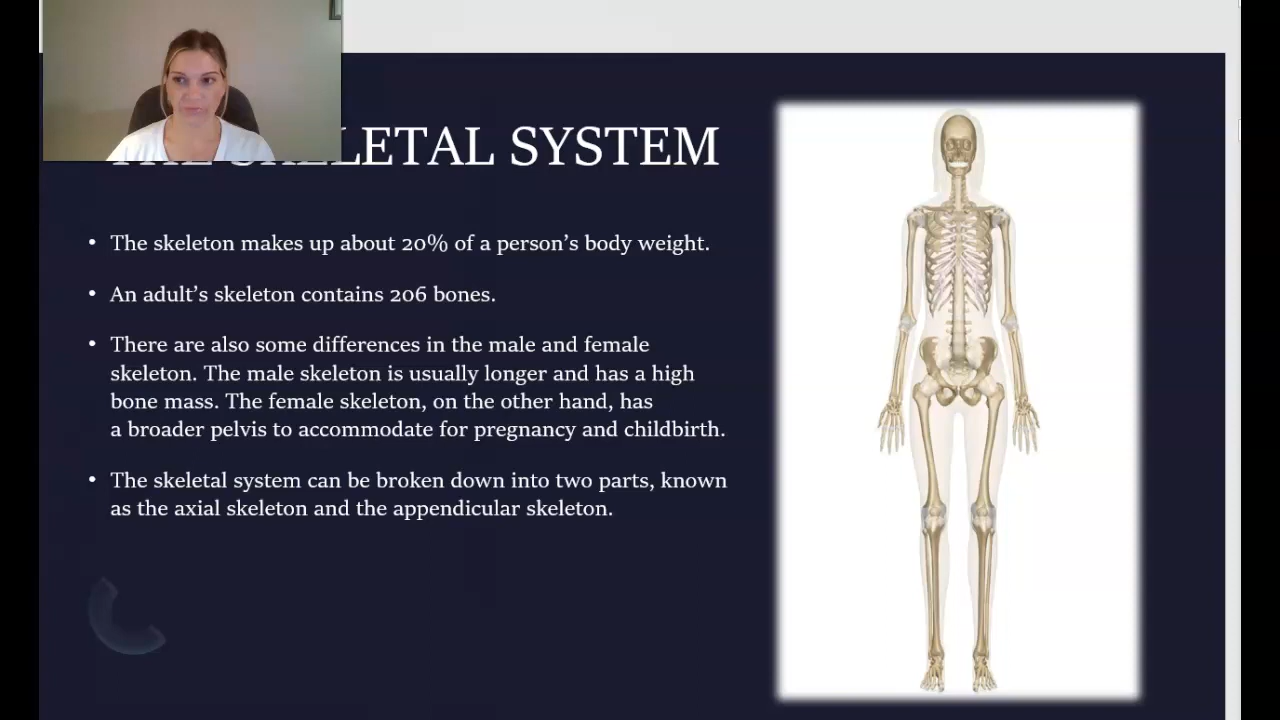 SYSTEM
• The skeleton makes up about 20% of a person’s body weight.
• An adult’s skeleton contains 206 bones.
• There are also some differences in the male and female
skeleton. The male skeleton is usually longer and has a high
bone mass. The female skeleton, on the other hand, has
a broader pelvis to accommodate for pregnancy and childbirth.
• The skeletal system can be broken down into two parts, known
as the axial skeleton and the appendicular skeleton.